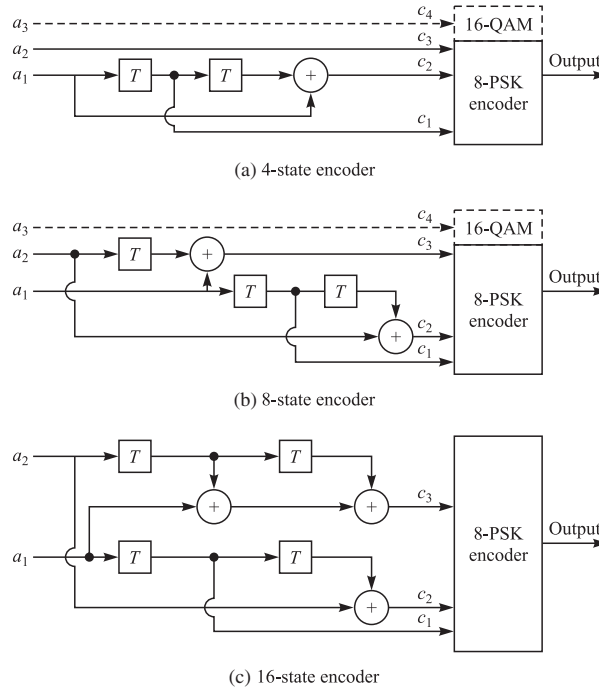 a₃ c₄ 16-QAM
a₂ c₃
a₁ T T + c₂ 8-PSK encoder Output
c₁
(a) 4-state encoder
a₃ c₄ 16-QAM
a₂ T + c₃
a₁ T T 8-PSK encoder Output
+ c₂
c₁
(b) 8-state encoder
a₂ T T
+ + c₃
8-PSK encoder Output
a₁ T T
+ c₂
c₁
(c) 16-state encoder